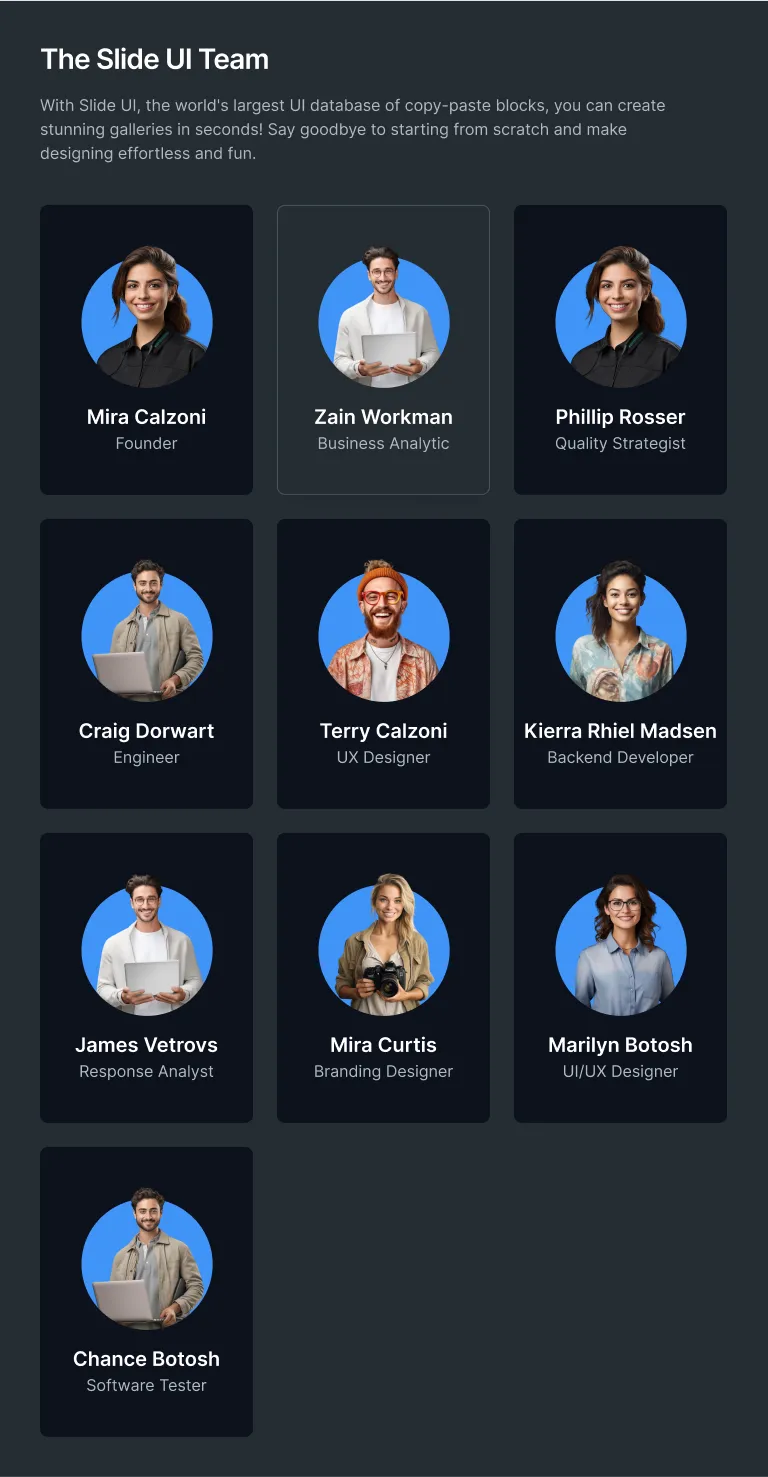 The Slide UI Team
With Slide UI, the world's largest UI database of copy-paste blocks, you can create
stunning galleries in seconds! Say goodbye to starting from scratch and make
designing effortless and fun.
Mira Calzoni
Founder
Zain Workman
Business Analytic
Phillip Rosser
Quality Strategist
Craig Dorwart
Engineer
Terry Calzoni
UX Designer
Kierra Rhiel Madsen
Backend Developer
James Vetrovs
Response Analyst
Mira Curtis
Branding Designer
Marilyn Botosh
UI/UX Designer
Chance Botosh
Software Tester